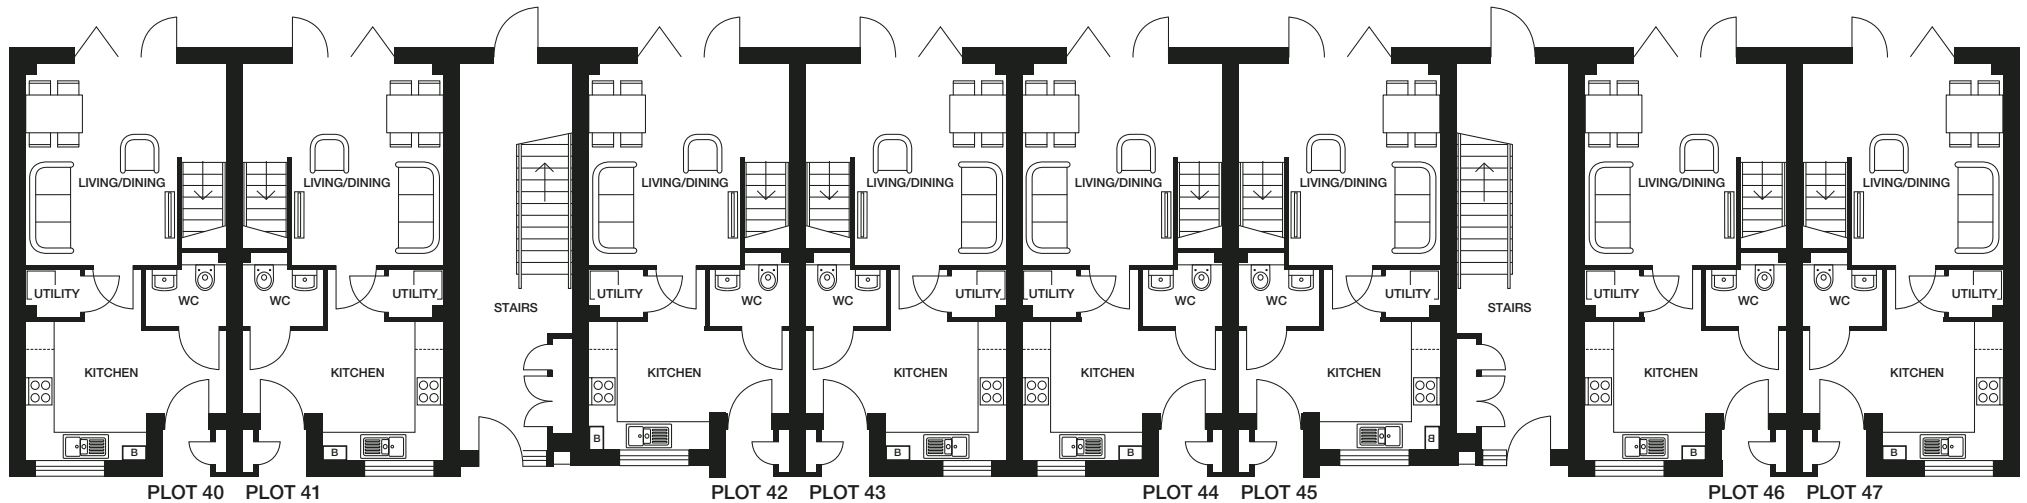 LIVING/DINING LIVING/DINING LIVING/DINING LIVING/DINING LIVING/DINING LIVING/DINING LIVING/DINING LIVING/DINING
UTILITY UTILITY UTILITY UTILITY UTILITY UTILITY UTILITY UTILITY
WC WC WC WC WC WC WC WC
STAIRS STAIRS
KITCHEN KITCHEN KITCHEN KITCHEN KITCHEN KITCHEN KITCHEN KITCHEN
B B B B B B B B
PLOT 40 PLOT 41 PLOT 42 PLOT 43 PLOT 44 PLOT 45 PLOT 46 PLOT 47